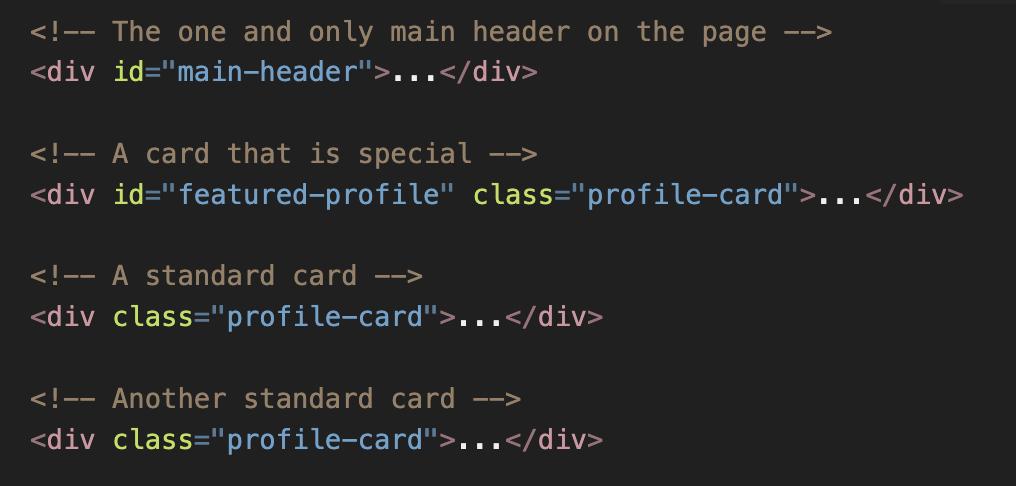 <!-- The one and only main header on the page -->
<div id="main-header">...</div>
<!-- A card that is special -->
<div id="featured-profile" class="profile-card">...</div>
<!-- A standard card -->
<div class="profile-card">...</div>
<!-- Another standard card -->
<div class="profile-card">...</div>